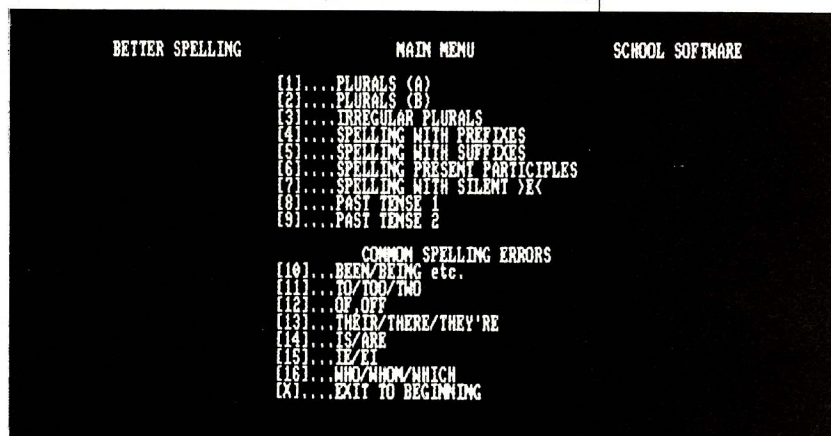 BETTER SPELLING MAIN MENU SCHOOL SOFTWARE
[1]....PLURALS (A)
[2]....PLURALS (B)
[3]....IRREGULAR PLURALS
[4]....SPELLING WITH PREFIXES
[5]....SPELLING WITH SUFFIXES
[6]....SPELLING PRESENT PARTICIPLES
[7]....SPELLING WITH SILENT >E<
[8]....PAST TENSE 1
[9]....PAST TENSE 2
COMMON SPELLING ERRORS
[10]...BEEN/BEING etc.
[11]...TO/TOO/TWO
[12]...OF,OFF
[13]...THEIR/THERE/THEY'RE
[14]...IS/ARE
[15]...IE/EI
[16]...WHO/WHOM/WHICH
[X]....EXIT TO BEGINNING